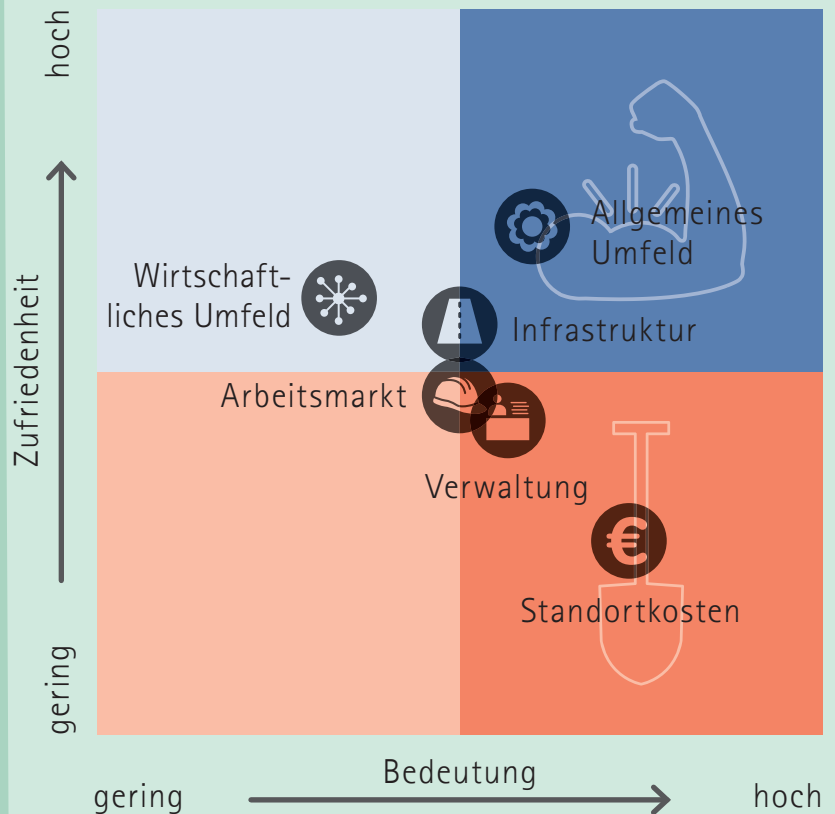 hoch
Zufriedenheit
gering
Allgemeines
Umfeld
Wirtschaft-
liches Umfeld
Infrastruktur
Arbeitsmarkt
Verwaltung
€
Standortkosten
Bedeutung
gering
hoch